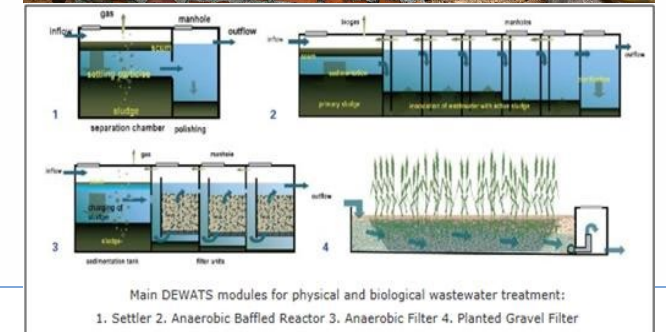 gas
manhole
inflow
outflow
scum
settling particles
sludge
1
separation chamber polishing
biogas
manholes
inflow
outflow
scum
primary sludge
inoculation of wastewater with active sludge
2
gas
manhole
inflow
outflow
sludge
3
sedimentation tank
filter units
4
Main DEWATS modules for physical and biological wastewater treatment:
1. Settler 2. Anaerobic Baffled Reactor 3. Anaerobic Filter 4. Planted Gravel Filter